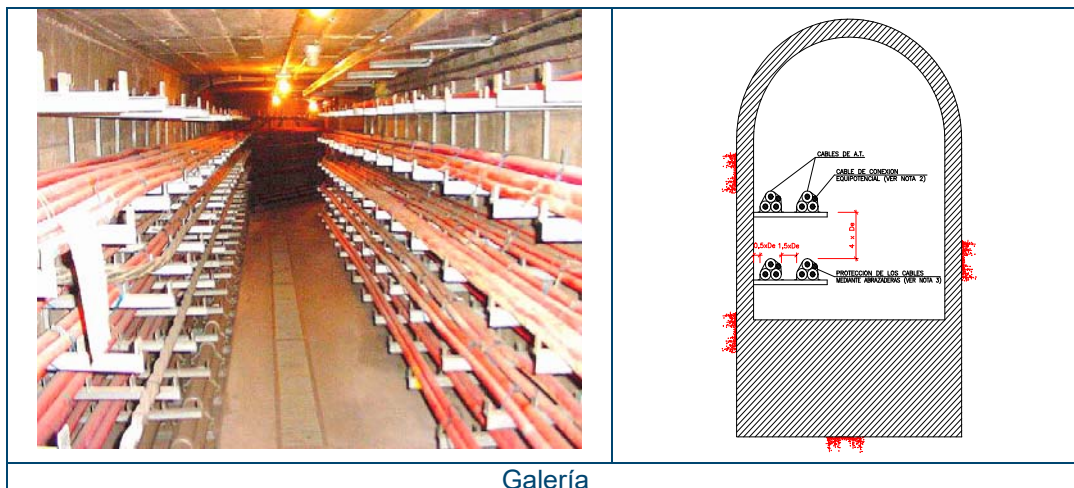 CABLES DE A.T.
CABLE DE CONEXION
EQUIPOTENCIAL (VER NOTA 2)
0,5xDe 1,5xDe
4 x De
PROTECCIÓN DE LOS CABLES
MEDIANTE ABRAZADERAS (VER NOTA 3)
Galería